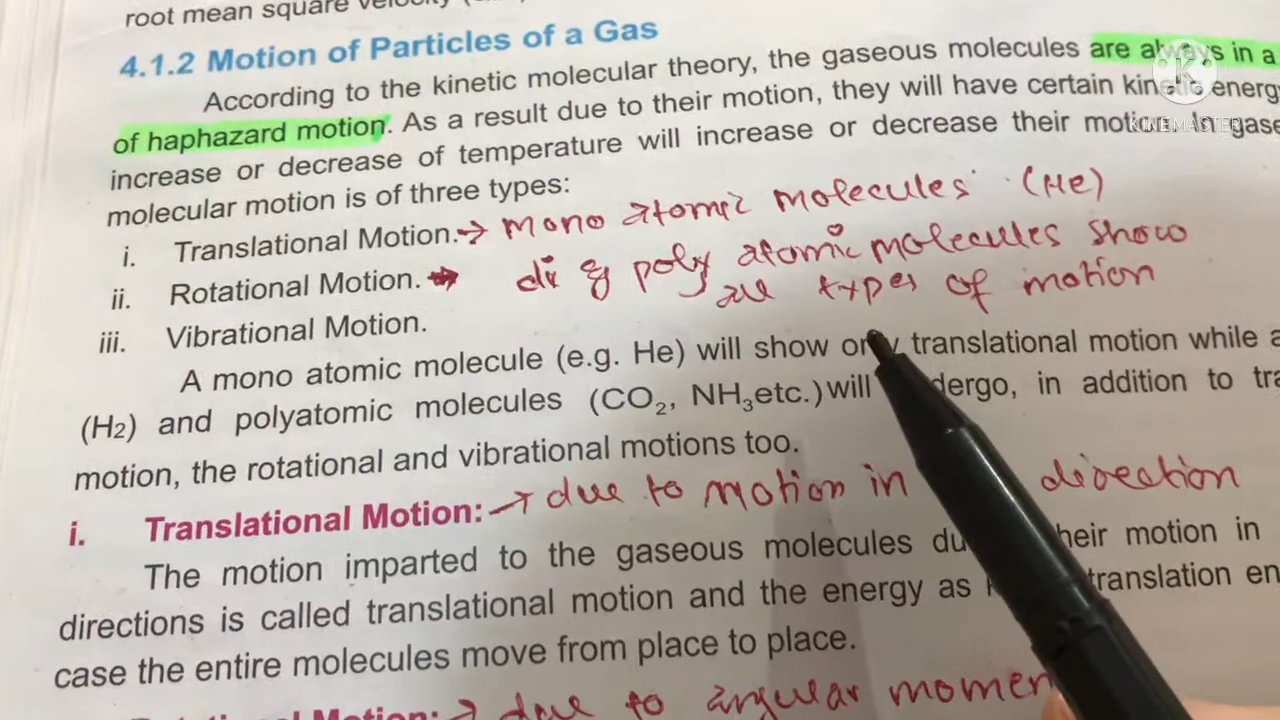 root mean square velocity
4.1.2 Motion of Particles of a Gas
According to the kinetic molecular theory, the gaseous molecules are always in a
of haphazard motion. As a result due to their motion, they will have certain kinetic energ
increase or decrease of temperature will increase or decrease their motion. In gase
molecular motion is of three types:
i. Translational Motion. → mono atomic molecules (He)
ii. Rotational Motion. → di & poly atomic molecules show
all types of motion
iii. Vibrational Motion.
A mono atomic molecule (e.g. He) will show only translational motion while a
(H₂) and polyatomic molecules (CO₂, NH₃etc.) will undergo, in addition to tra
motion, the rotational and vibrational motions too.
i. Translational Motion: → due to motion in direction
The motion imparted to the gaseous molecules du heir motion in
directions is called translational motion and the energy as translation en
case the entire molecules move from place to place.
Motion: → due to angular momen
K
KINEMASTER